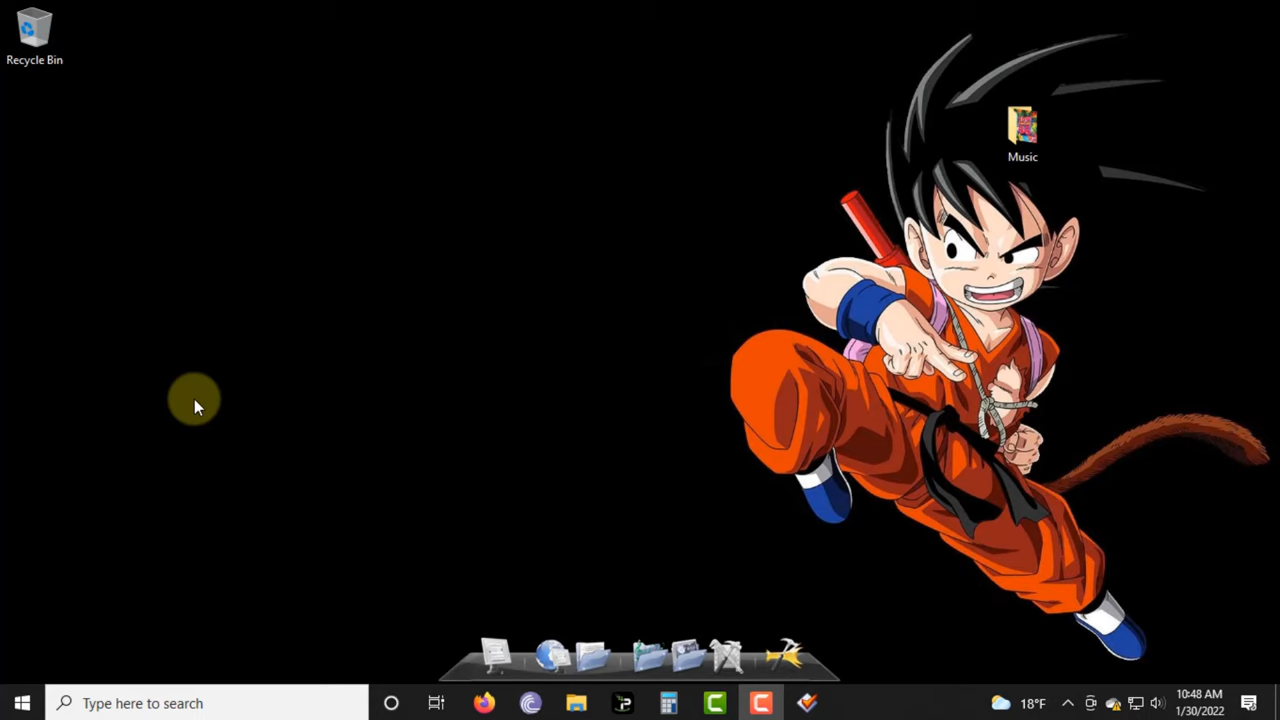 Recycle Bin
Music
Type here to search
18°F
10:48 AM
1/30/2022